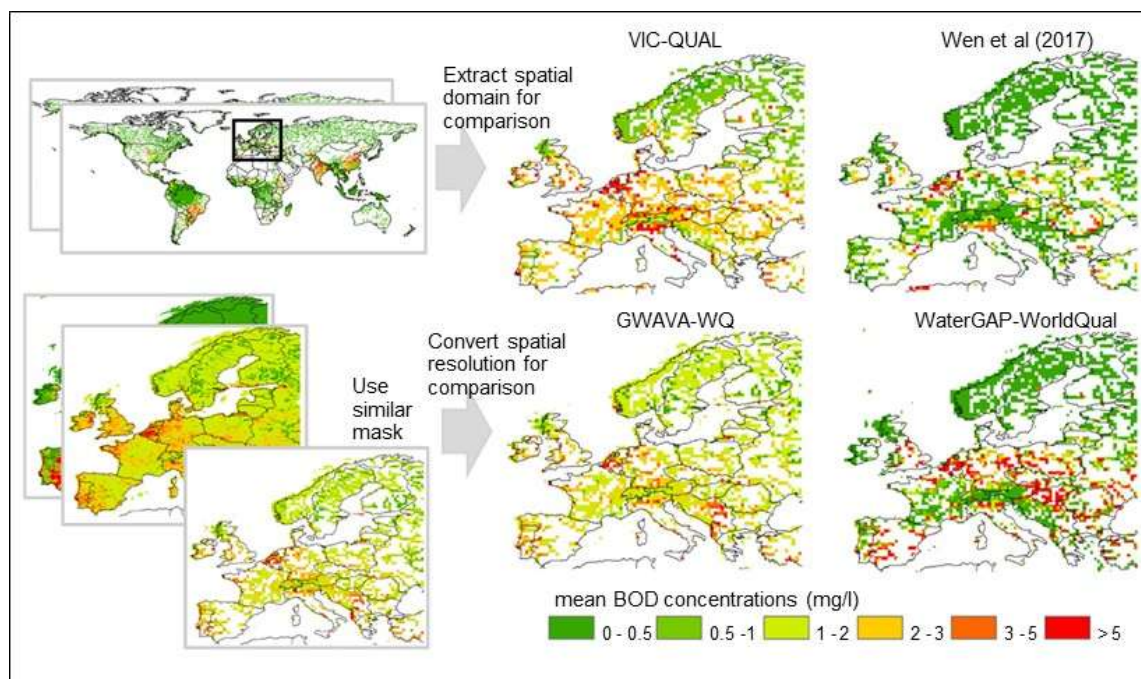 VIC-QUAL
Wen et al (2017)
Extract spatial
domain for
comparison
GWAVA-WQ
WaterGAP-WorldQual
Convert spatial
resolution for
comparison
Use
similar
mask
mean BOD concentrations (mg/l)
0 - 0.5
0.5 -1
1 - 2
2 - 3
3 - 5
>5